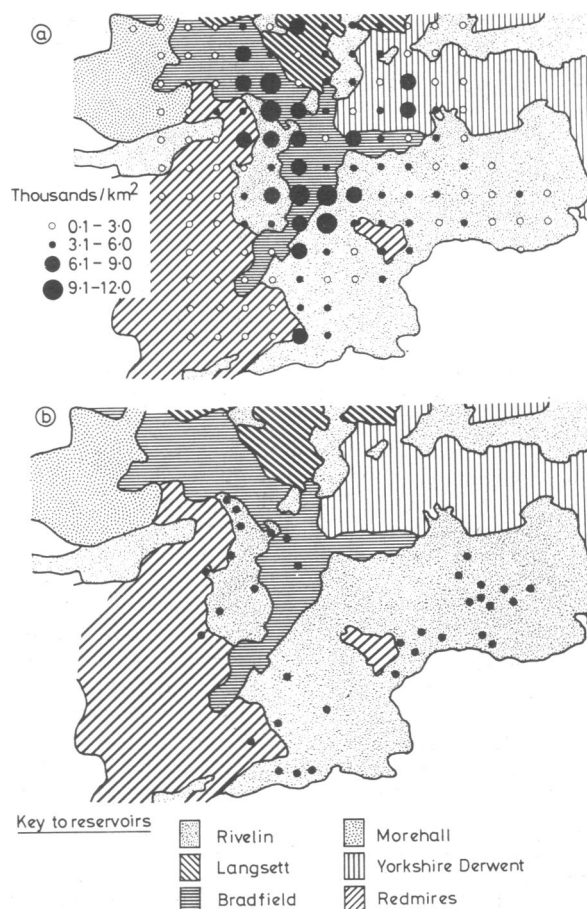 a
Thousands/km²
0·1 – 3·0
3·1 – 6·0
6·1 – 9·0
9·1 – 12·0
b
Key to reservoirs
Rivelin
Morehall
Langsett
Yorkshire Derwent
Bradfield
Redmires